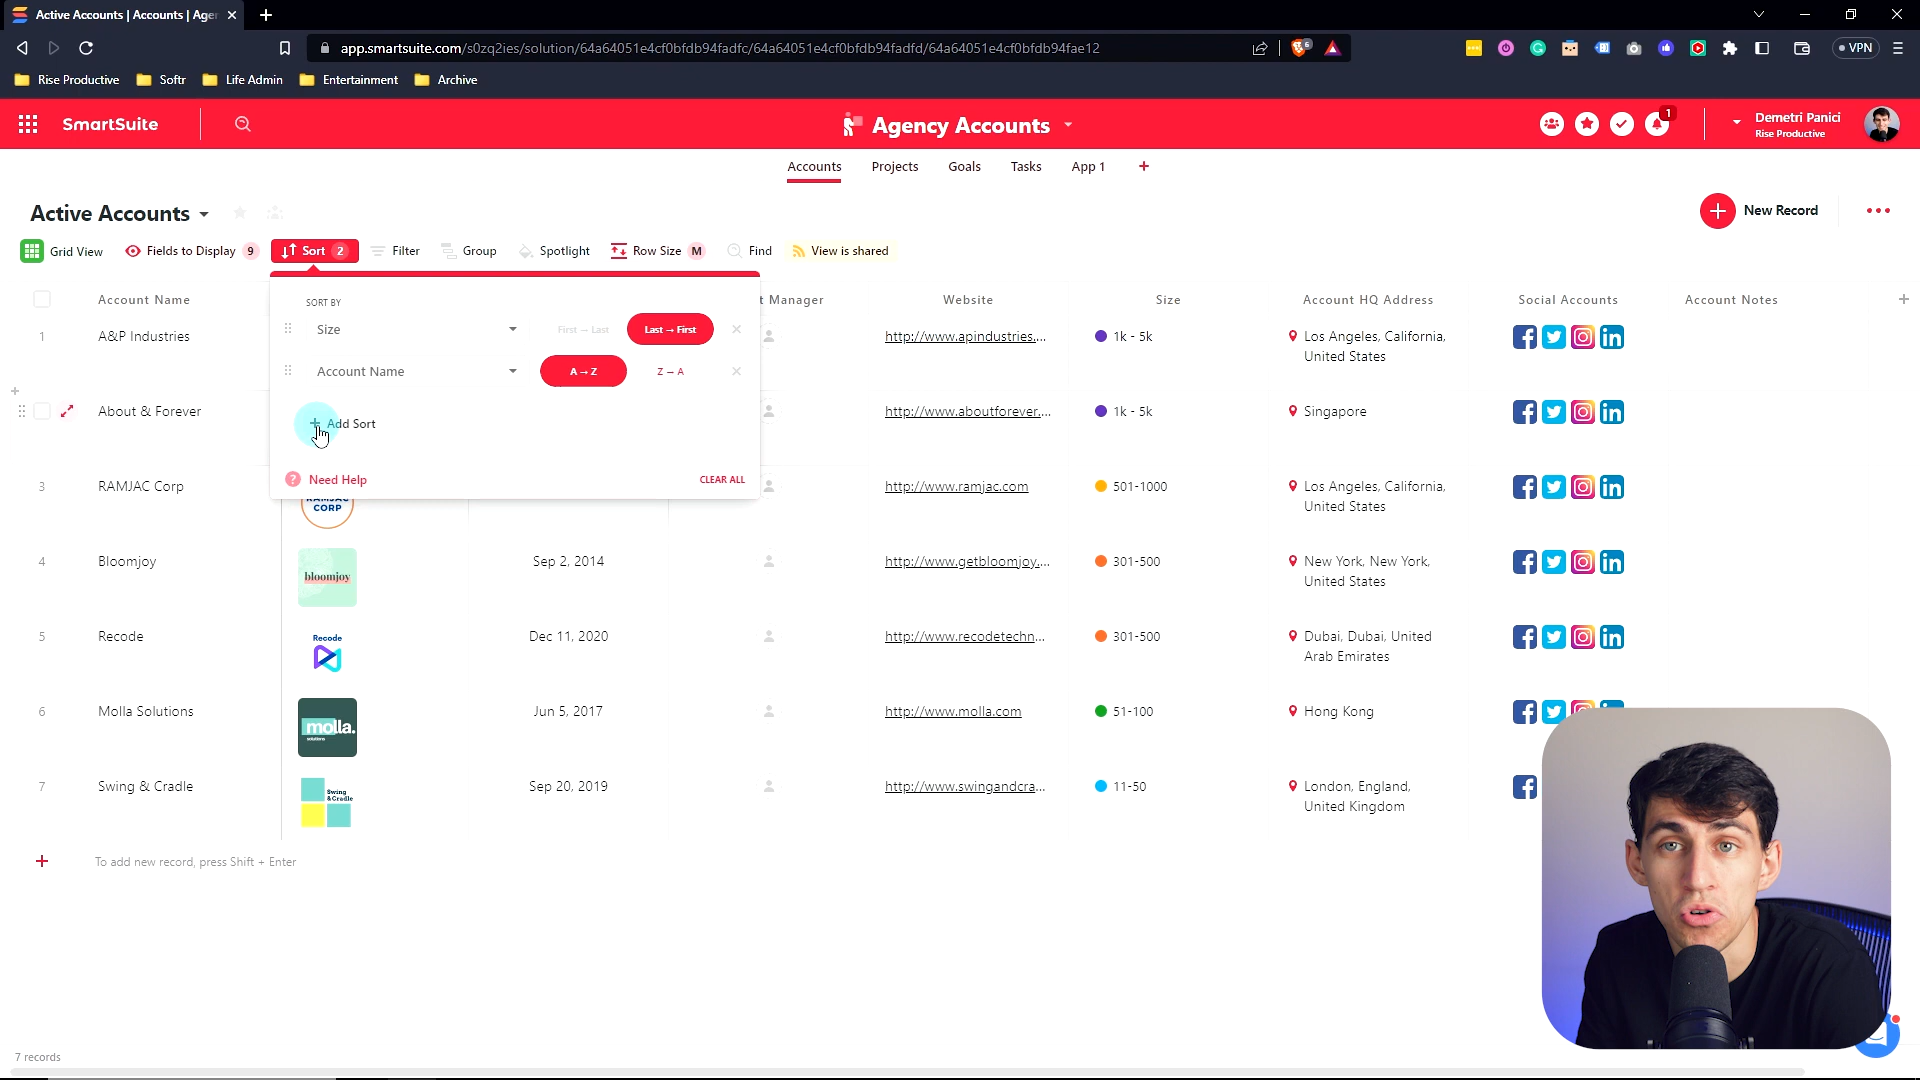 Active Accounts | Accounts | Age
app.smartsuite.com/s0zq2ies/solution/64a64051e4cf0bfdb94fadfc/64a64051e4cf0bfdb94fadfd/64a64051e4cf0bfdb94fae12
6
VPN
Rise Productive Softr Life Admin Entertainment Archive
SmartSuite
Agency Accounts
1
Demetri Panici
Rise Productive
Accounts Projects Goals Tasks App 1 +
Active Accounts
New Record
Grid View Fields to Display 9 Sort 2 Filter Group Spotlight Row Size M Find View is shared
Account Name t Manager Website Size Account HQ Address Social Accounts Account Notes
SORT BY
Size First → Last Last → First
Account Name A → Z Z → A
+ Add Sort
? Need Help CLEAR ALL
1 A&P Industries http://www.apindustries.... 1k - 5k Los Angeles, California, United States
About & Forever http://www.aboutforever.... 1k - 5k Singapore
3 RAMJAC Corp RAMJAC CORP http://www.ramjac.com 501-1000 Los Angeles, California, United States
4 Bloomjoy bloomjoy Sep 2, 2014 http://www.getbloomjoy.... 301-500 New York, New York, United States
5 Recode Recode Dec 11, 2020 http://www.recodetechn... 301-500 Dubai, Dubai, United Arab Emirates
6 Molla Solutions molla. solutions Jun 5, 2017 http://www.molla.com 51-100 Hong Kong
7 Swing & Cradle Swing &Cradle Sep 20, 2019 http://www.swingandcra... 11-50 London, England, United Kingdom
+ To add new record, press Shift + Enter
7 records